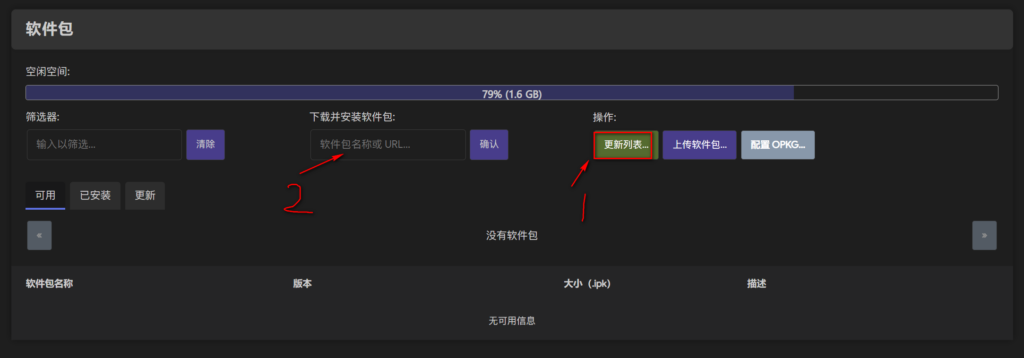 软件包
空闲空间:
79% (1.6 GB)
筛选器:
下载并安装软件包:
操作:
输入以筛选…
清除
软件包名称或 URL…
确认
更新列表…
上传软件包…
配置 OPKG…
2
1
可用
已安装
更新
«
没有软件包
»
软件包名称
版本
大小（.ipk）
描述
无可用信息